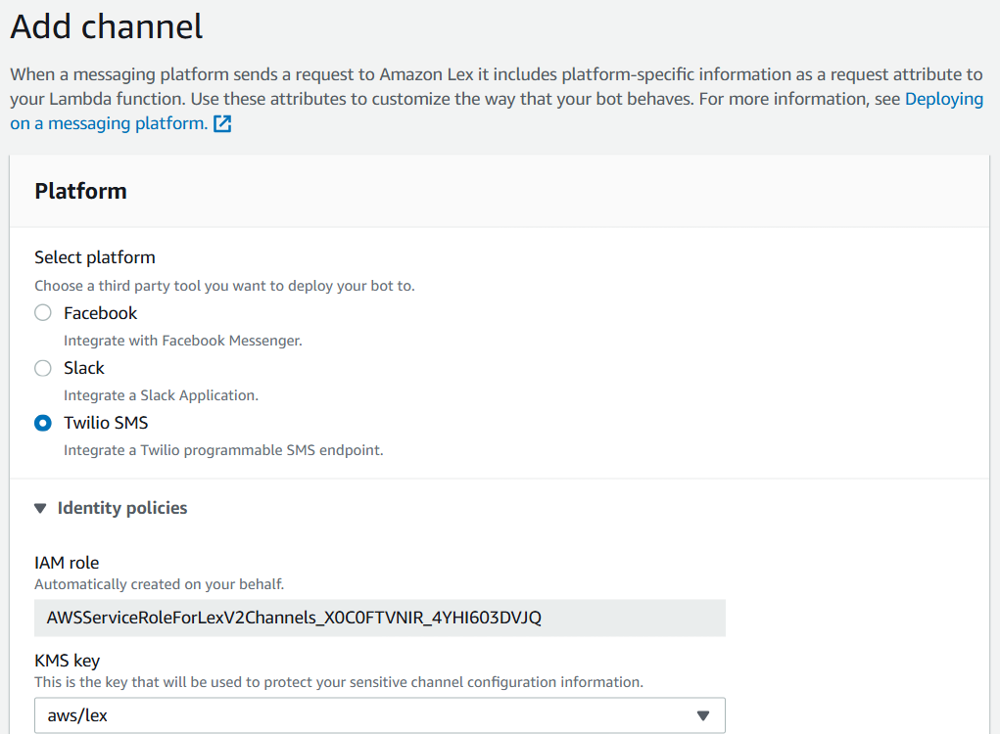 Add channel
When a messaging platform sends a request to Amazon Lex it includes platform-specific information as a request attribute to
your Lambda function. Use these attributes to customize the way that your bot behaves. For more information, see Deploying
on a messaging platform.
Platform
Select platform
Choose a third party tool you want to deploy your bot to.
Facebook
Integrate with Facebook Messenger.
Slack
Integrate a Slack Application.
Twilio SMS
Integrate a Twilio programmable SMS endpoint.
Identity policies
IAM role
Automatically created on your behalf.
AWSServiceRoleForLexV2Channels_X0C0FTVNIR_4YHI603DVJQ
KMS key
This is the key that will be used to protect your sensitive channel configuration information.
aws/lex